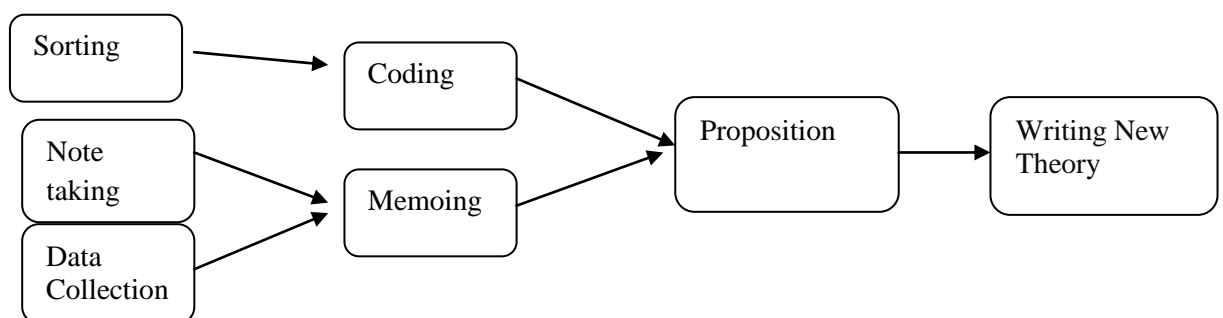 Sorting
Note
taking
Data
Collection
Coding
Memoing
Proposition
Writing New
Theory